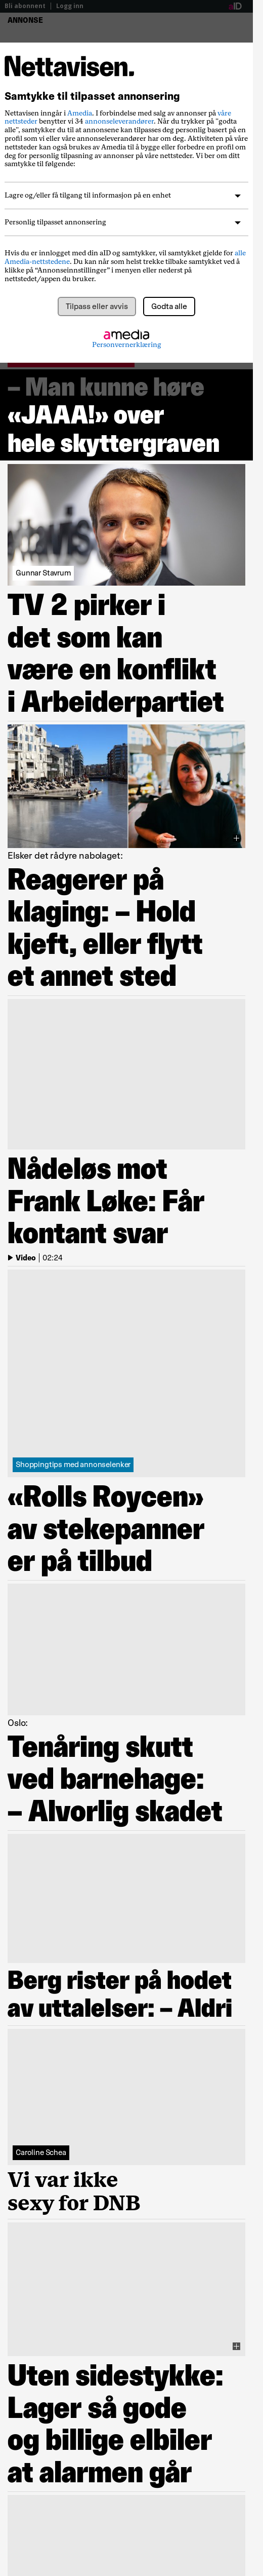 Bli abonnent | Logg inn
aID
ANNONSE
Nettavisen.
Samtykke til tilpasset annonsering
Nettavisen inngår i Amedia. I forbindelse med salg av annonser på våre
nettsteder benytter vi 34 annonseleverandører. Når du trykker på "godta
alle", samtykker du til at annonsene kan tilpasses deg personlig basert på en
profil som vi eller våre annonseleverandører har om deg. Aktiviteten på våre
nettsteder kan også brukes av Amedia til å bygge eller forbedre en profil om
deg for personlig tilpasning av annonser på våre nettsteder. Vi ber om ditt
samtykke til følgende:
Lagre og/eller få tilgang til informasjon på en enhet
Personlig tilpasset annonsering
Hvis du er innlogget med din aID og samtykker, vil samtykket gjelde for alle
Amedia-nettstedene. Du kan når som helst trekke tilbake samtykket ved å
klikke på “Annonseinnstillinger” i menyen eller nederst på
nettstedet/appen du bruker.
Tilpass eller avvis
Godta alle
amedia
Personvernerklæring
– Man kunne høre
«JAAA!» over
hele skyttergraven
Gunnar Stavrum
TV 2 pirker i
det som kan
være en konflikt
i Arbeiderpartiet
Elsker det rådyre nabolaget:
Reagerer på
klaging: – Hold
kjeft, eller flytt
et annet sted
Nådeløs mot
Frank Løke: Får
kontant svar
Video | 02:24
Shoppingtips med annonselenker
«Rolls Roycen»
av stekepanner
er på tilbud
Oslo:
Tenåring skutt
ved barnehage:
– Alvorlig skadet
Berg rister på hodet
av uttalelser: – Aldri
Caroline Schea
Vi var ikke
sexy for DNB
Uten sidestykke:
Lager så gode
og billige elbiler
at alarmen går